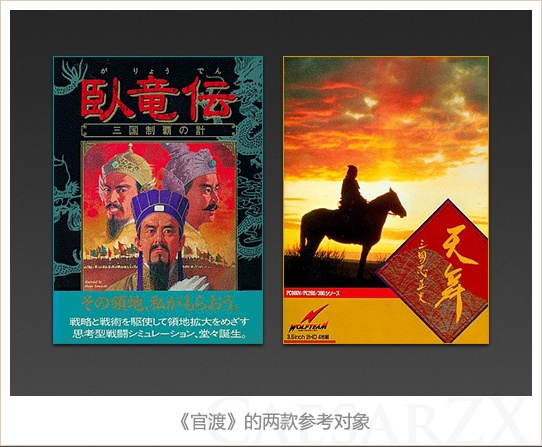 がりょうでん
臥竜伝
三国制覇の計
その領地、私がもらおう。
戦略と戦術を駆使して領地拡大をめざす
思考型戦闘シミュレーション、堂々誕生。
天舞
三國志正史
PC9801/PC286/386シリーズ
WOLFTEAM
3.5inch 2HD 4枚組
《官渡》的两款参考对象
CAESARZX